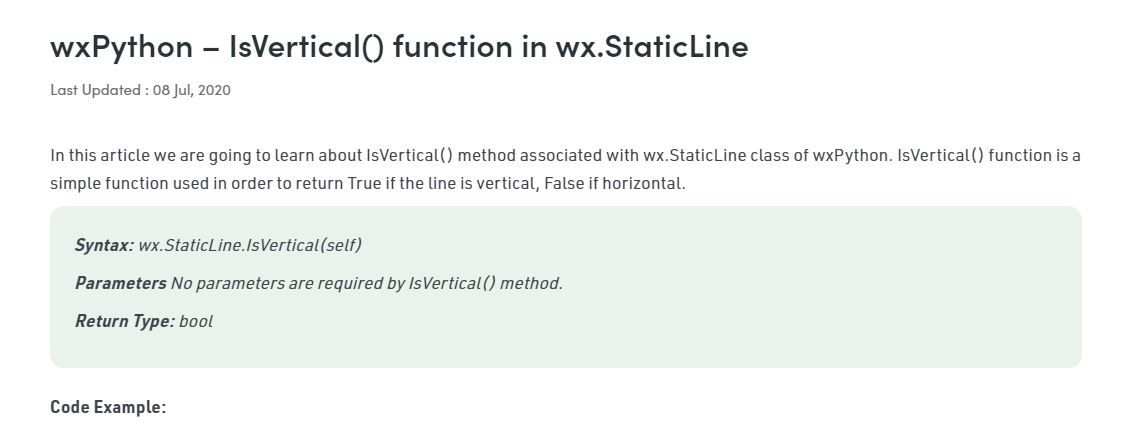 wxPython – IsVertical() function in wx.StaticLine
Last Updated : 08 Jul, 2020
In this article we are going to learn about IsVertical() method associated with wx.StaticLine class of wxPython. IsVertical() function is a
simple function used in order to return True if the line is vertical, False if horizontal.
Syntax: wx.StaticLine.IsVertical(self)
Parameters No parameters are required by IsVertical() method.
Return Type: bool
Code Example: